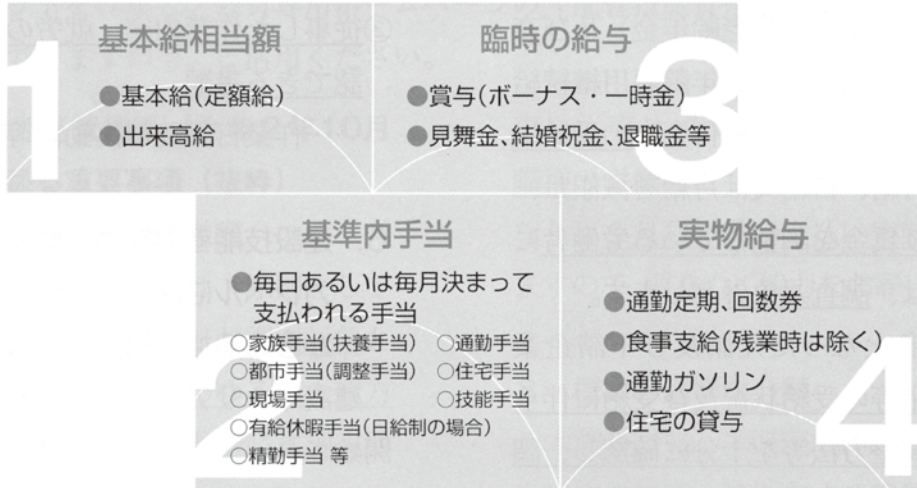 1
基本給相当額
●基本給(定額給)
●出来高給
3
臨時の給与
●賞与(ボーナス・一時金)
●見舞金、結婚祝金、退職金等
2
基準内手当
●毎日あるいは毎月決まって
支払われる手当
○家族手当(扶養手当) ○通勤手当
○都市手当(調整手当) ○住宅手当
○現場手当 ○技能手当
○有給休暇手当(日給制の場合)
○精勤手当 等
4
実物給与
●通勤定期、回数券
●食事支給(残業時は除く)
●通勤ガソリン
●住宅の貸与